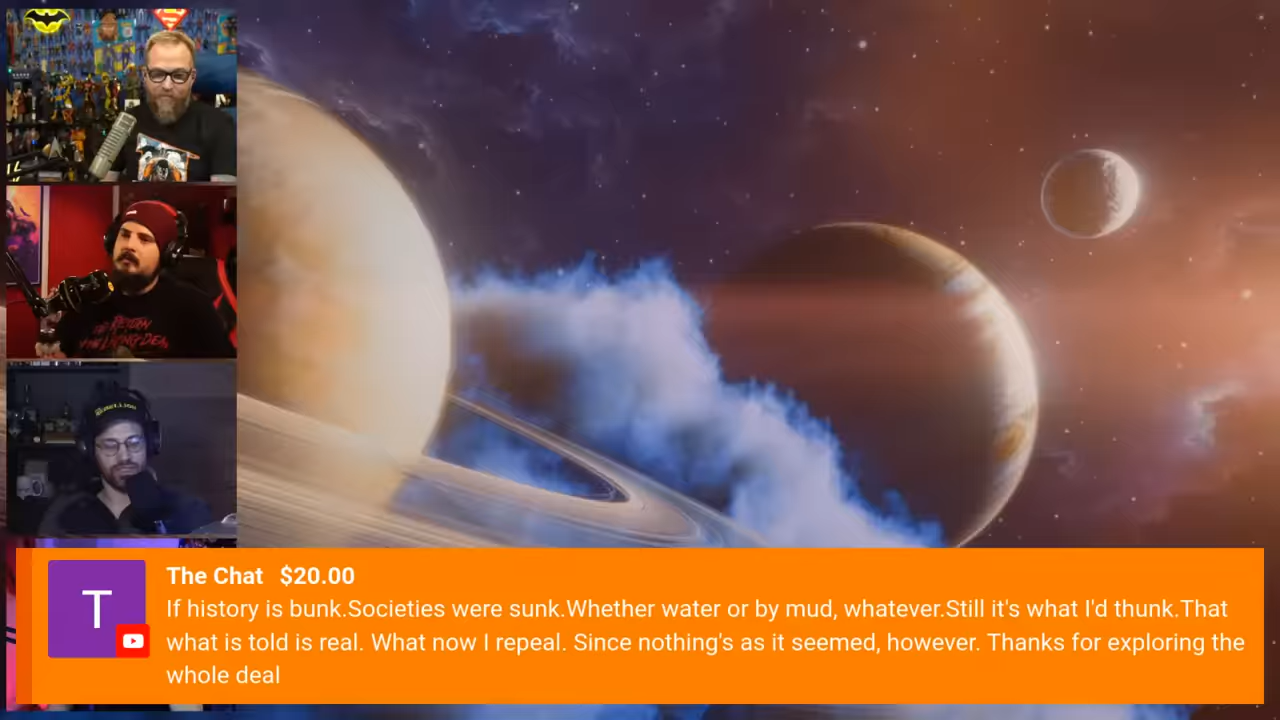 The Chat $20.00
If history is bunk.Societies were sunk.Whether water or by mud, whatever.Still it's what I'd thunk.That
what is told is real. What now I repeal. Since nothing's as it seemed, however. Thanks for exploring the
whole deal
T